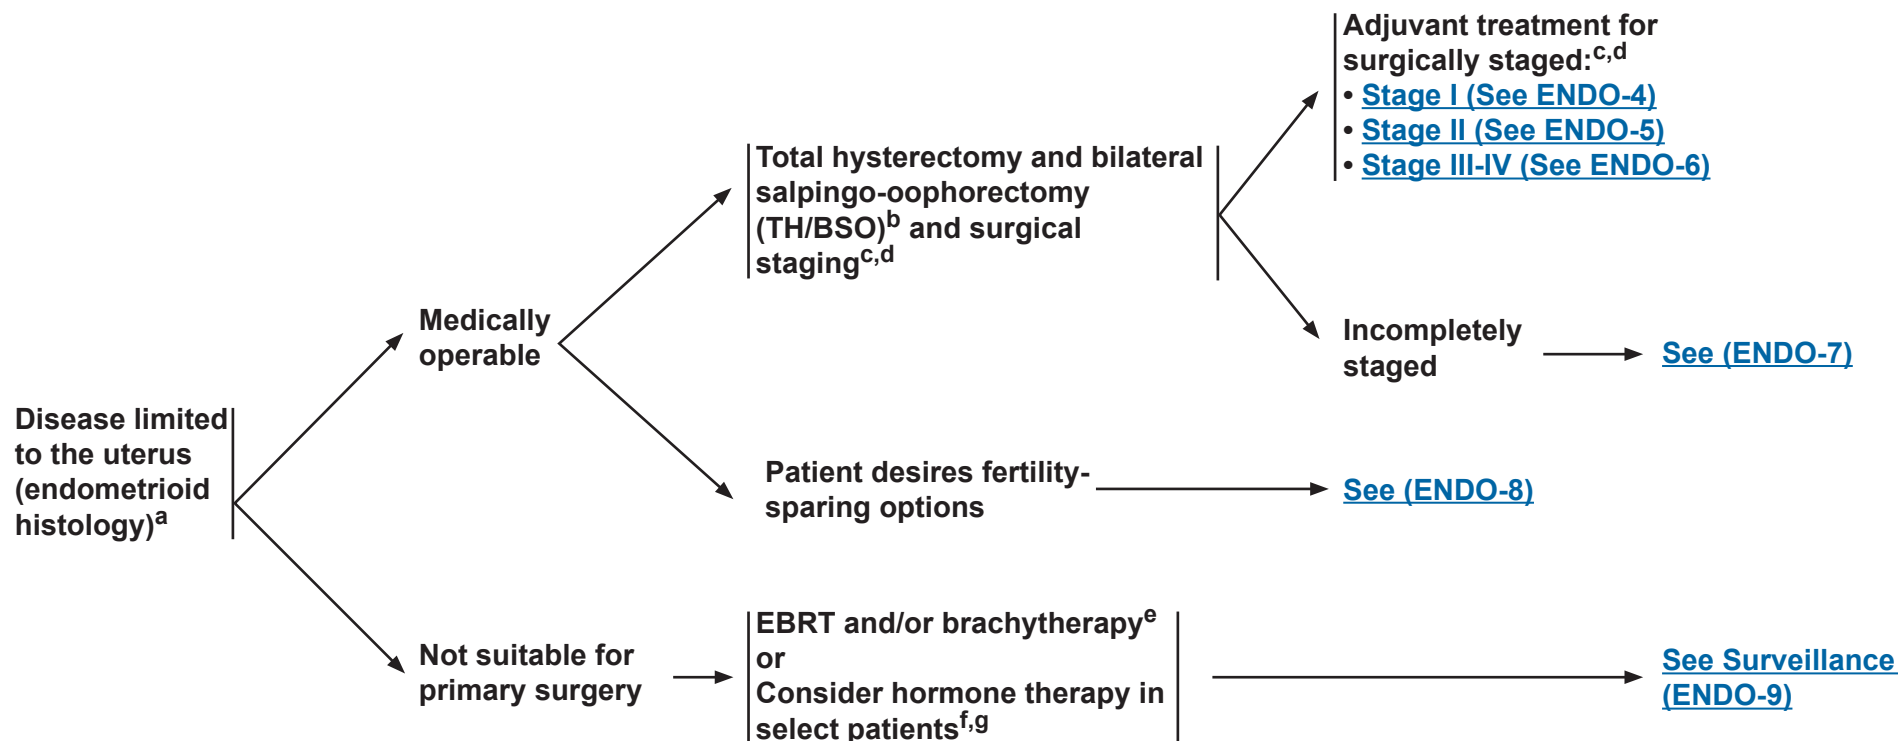 Disease limited
to the uterus
(endometrioid
histology)a
Medically
operable
Total hysterectomy and bilateral
salpingo-oophorectomy
(TH/BSO)b and surgical
stagingc,d
Adjuvant treatment for
surgically staged:c,d
• Stage I (See ENDO-4)
• Stage II (See ENDO-5)
• Stage III-IV (See ENDO-6)
Incompletely
staged
See (ENDO-7)
Patient desires fertility-
sparing options
See (ENDO-8)
Not suitable for
primary surgery
EBRT and/or brachytherapye
or
Consider hormone therapy in
select patientsf,g
See Surveillance
(ENDO-9)